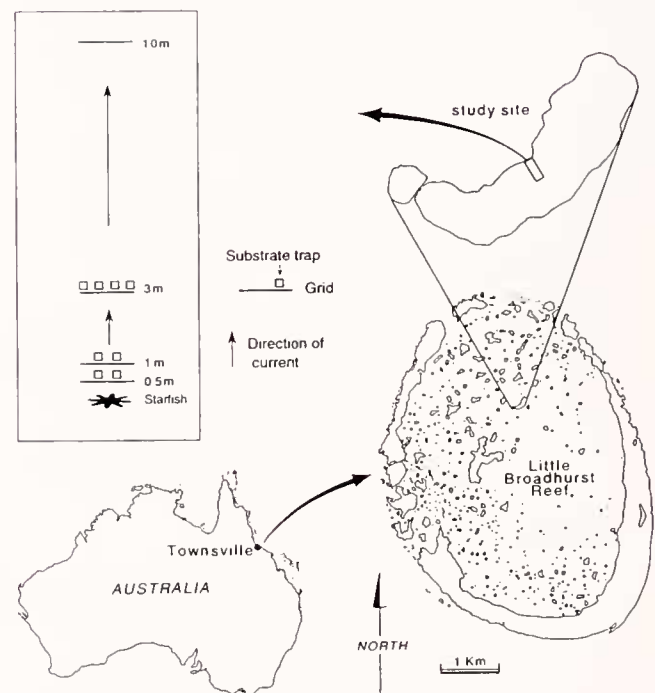 10m
study site
Substrate trap
3m
Grid
Direction of
current
1m
0.5m
Starfish
Little
Broadhurst
Reef
Townsville
AUSTRALIA
NORTH
1 Km